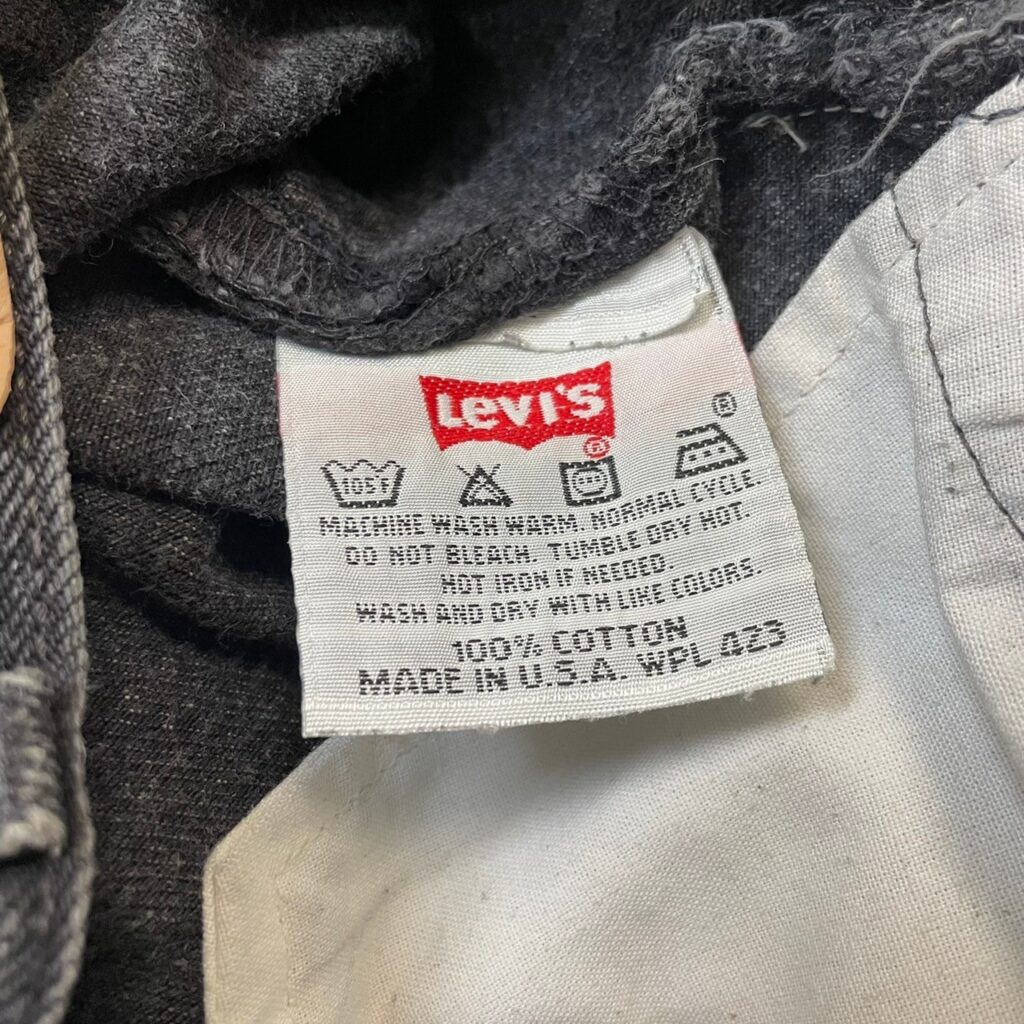 Levi's
®
®
105°F
MACHINE WASH WARM. NORMAL CYCLE.
DO NOT BLEACH. TUMBLE DRY HOT.
HOT IRON IF NEEDED.
WASH AND DRY WITH LIKE COLORS.
100% COTTON
MADE IN U.S.A. WPL 423